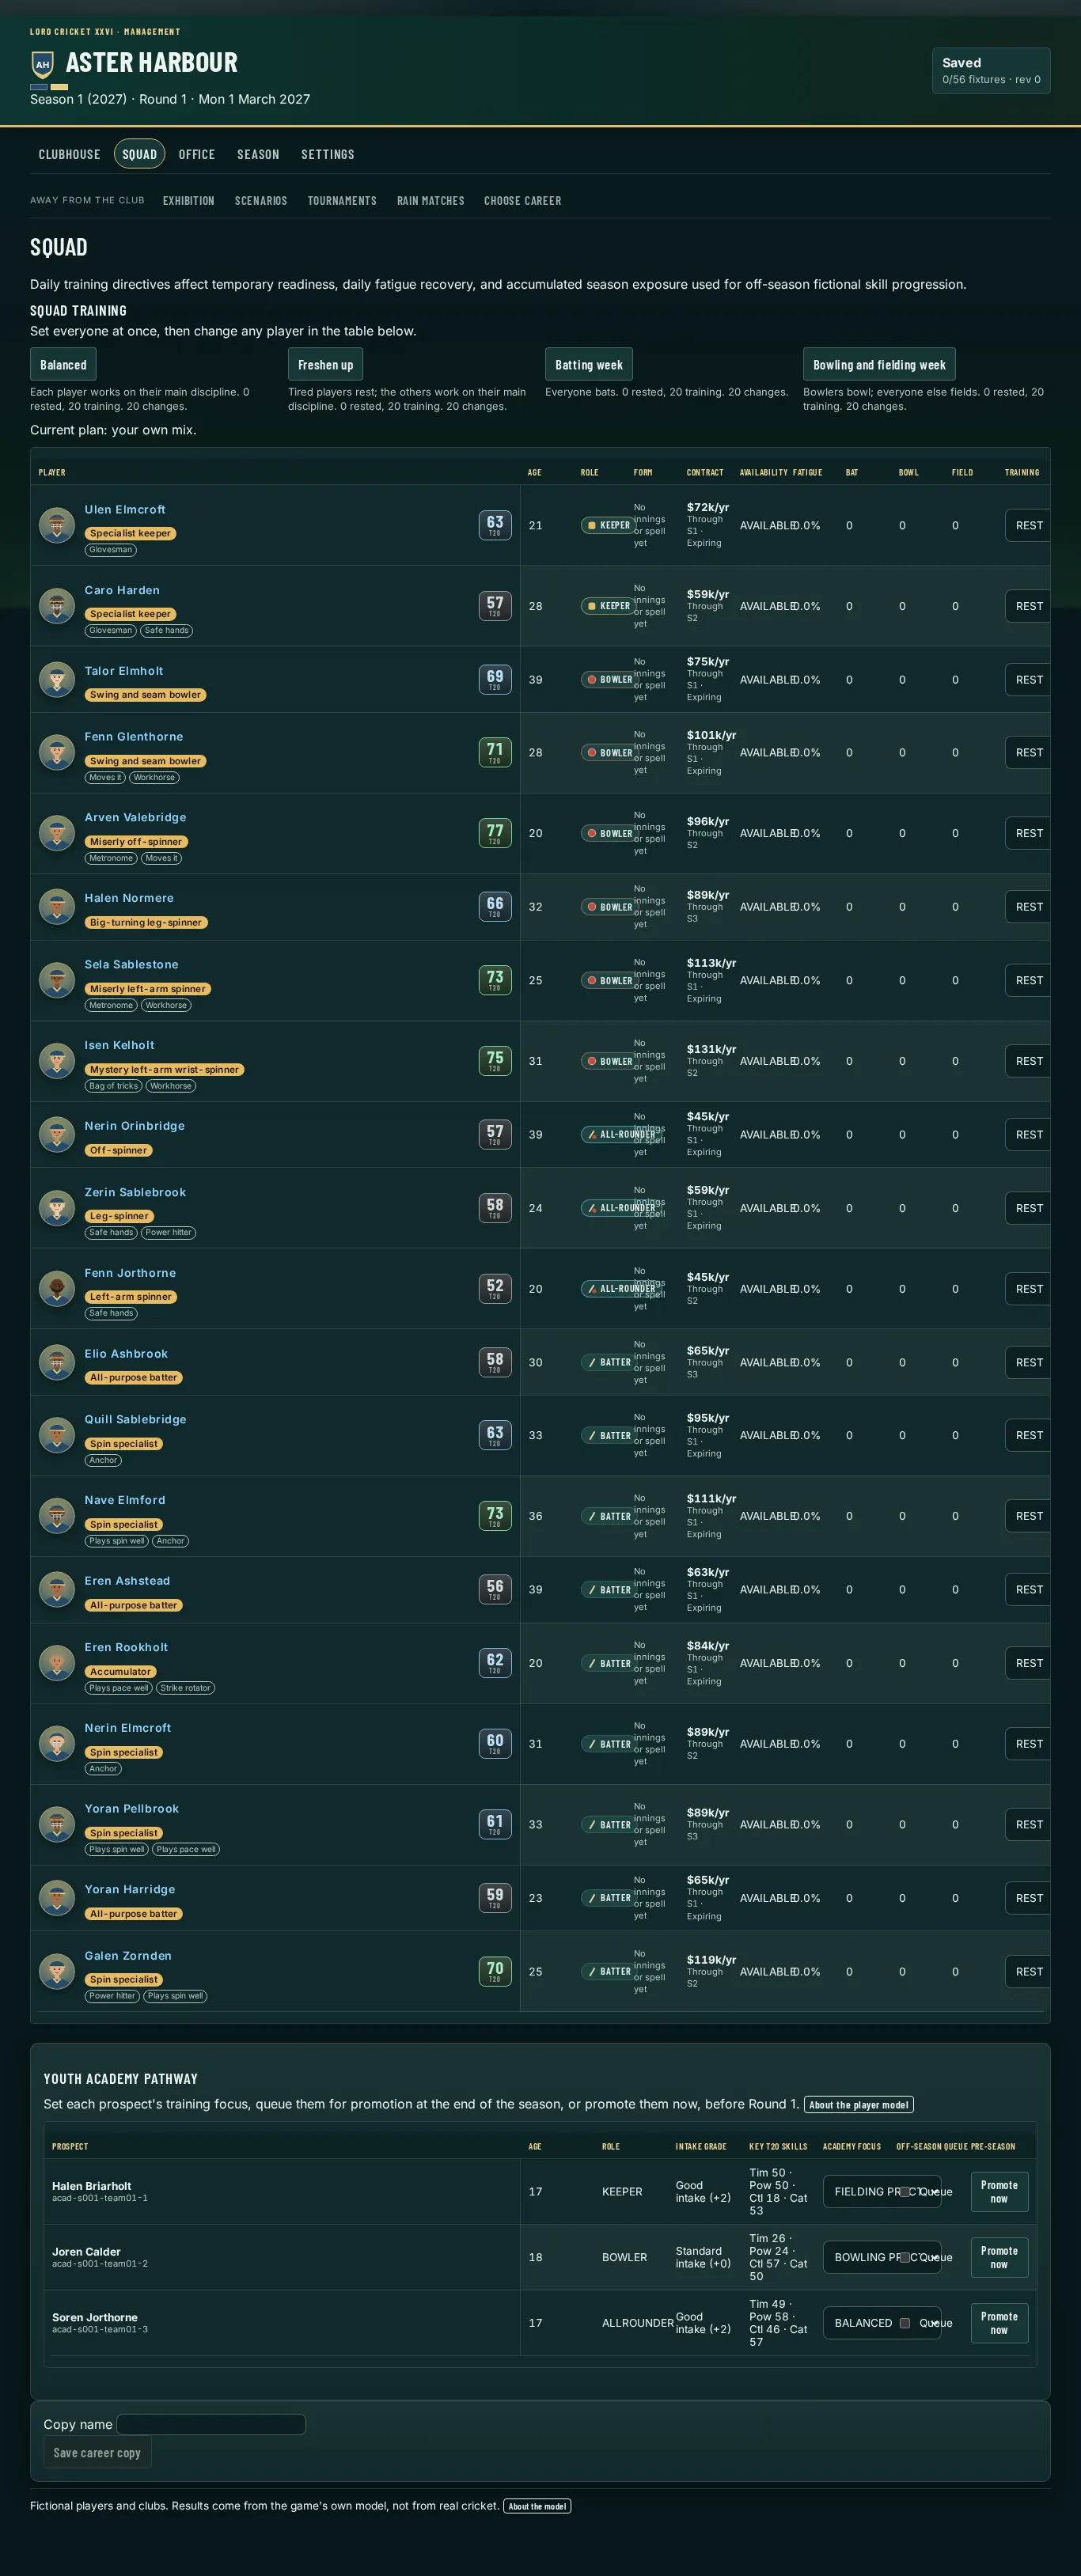 LORD CRICKET XXVI · MANAGEMENT
AH
ASTER HARBOUR
Season 1 (2027) · Round 1 · Mon 1 March 2027
Saved
0/56 fixtures · rev 0
CLUBHOUSE SQUAD OFFICE SEASON SETTINGS
AWAY FROM THE CLUB EXHIBITION SCENARIOS TOURNAMENTS RAIN MATCHES CHOOSE CAREER
SQUAD
Daily training directives affect temporary readiness, daily fatigue recovery, and accumulated season exposure used for off-season fictional skill progression.
SQUAD TRAINING
Set everyone at once, then change any player in the table below.
Balanced
Each player works on their main discipline. 0
rested, 20 training. 20 changes.
Freshen up
Tired players rest; the others work on their main
discipline. 0 rested, 20 training. 20 changes.
Batting week
Everyone bats. 0 rested, 20 training. 20 changes.
Bowling and fielding week
Bowlers bowl; everyone else fields. 0 rested, 20
training. 20 changes.
Current plan: your own mix.
PLAYER AGE ROLE FORM CONTRACT AVAILABILITY FATIGUE BAT BOWL FIELD TRAINING
Ulen Elmcroft
Specialist keeper
Glovesman
63 T20 21 KEEPER No innings or spell yet $72k/yr Through S1 · Expiring AVAILABLE 0.0% 0 0 0 REST
Caro Harden
Specialist keeper
Glovesman Safe hands
57 T20 28 KEEPER No innings or spell yet $59k/yr Through S2 AVAILABLE 0.0% 0 0 0 REST
Talor Elmholt
Swing and seam bowler
69 T20 39 BOWLER No innings or spell yet $75k/yr Through S1 · Expiring AVAILABLE 0.0% 0 0 0 REST
Fenn Glenthorne
Swing and seam bowler
Moves it Workhorse
71 T20 28 BOWLER No innings or spell yet $101k/yr Through S1 · Expiring AVAILABLE 0.0% 0 0 0 REST
Arven Valebridge
Miserly off-spinner
Metronome Moves it
77 T20 20 BOWLER No innings or spell yet $96k/yr Through S2 AVAILABLE 0.0% 0 0 0 REST
Halen Normere
Big-turning leg-spinner
66 T20 32 BOWLER No innings or spell yet $89k/yr Through S3 AVAILABLE 0.0% 0 0 0 REST
Sela Sablestone
Miserly left-arm spinner
Metronome Workhorse
73 T20 25 BOWLER No innings or spell yet $113k/yr Through S1 · Expiring AVAILABLE 0.0% 0 0 0 REST
Isen Kelholt
Mystery left-arm wrist-spinner
Bag of tricks Workhorse
75 T20 31 BOWLER No innings or spell yet $131k/yr Through S2 AVAILABLE 0.0% 0 0 0 REST
Nerin Orinbridge
Off-spinner
57 T20 39 ALL-ROUNDER No innings or spell yet $45k/yr Through S1 · Expiring AVAILABLE 0.0% 0 0 0 REST
Zerin Sablebrook
Leg-spinner
Safe hands Power hitter
58 T20 24 ALL-ROUNDER No innings or spell yet $59k/yr Through S1 · Expiring AVAILABLE 0.0% 0 0 0 REST
Fenn Jorthorne
Left-arm spinner
Safe hands
52 T20 20 ALL-ROUNDER No innings or spell yet $45k/yr Through S2 AVAILABLE 0.0% 0 0 0 REST
Elio Ashbrook
All-purpose batter
58 T20 30 BATTER No innings or spell yet $65k/yr Through S3 AVAILABLE 0.0% 0 0 0 REST
Quill Sablebridge
Spin specialist
Anchor
63 T20 33 BATTER No innings or spell yet $95k/yr Through S1 · Expiring AVAILABLE 0.0% 0 0 0 REST
Nave Elmford
Spin specialist
Plays spin well Anchor
73 T20 36 BATTER No innings or spell yet $111k/yr Through S1 · Expiring AVAILABLE 0.0% 0 0 0 REST
Eren Ashstead
All-purpose batter
56 T20 39 BATTER No innings or spell yet $63k/yr Through S1 · Expiring AVAILABLE 0.0% 0 0 0 REST
Eren Rookholt
Accumulator
Plays pace well Strike rotator
62 T20 20 BATTER No innings or spell yet $84k/yr Through S1 · Expiring AVAILABLE 0.0% 0 0 0 REST
Nerin Elmcroft
Spin specialist
Anchor
60 T20 31 BATTER No innings or spell yet $89k/yr Through S2 AVAILABLE 0.0% 0 0 0 REST
Yoran Pellbrook
Spin specialist
Plays spin well Plays pace well
61 T20 33 BATTER No innings or spell yet $89k/yr Through S3 AVAILABLE 0.0% 0 0 0 REST
Yoran Harridge
All-purpose batter
59 T20 23 BATTER No innings or spell yet $65k/yr Through S1 · Expiring AVAILABLE 0.0% 0 0 0 REST
Galen Zornden
Spin specialist
Power hitter Plays spin well
70 T20 25 BATTER No innings or spell yet $119k/yr Through S2 AVAILABLE 0.0% 0 0 0 REST
YOUTH ACADEMY PATHWAY
Set each prospect's training focus, queue them for promotion at the end of the season, or promote them now, before Round 1. About the player model
PROSPECT AGE ROLE INTAKE GRADE KEY T20 SKILLS ACADEMY FOCUS OFF-SEASON QUEUE PRE-SEASON
Halen Briarholt
acad-s001-team01-1
17 KEEPER Good intake (+2) Tim 50 · Pow 50 · Ctl 18 · Cat 53 FIELDING Queue Promote now
Joren Calder
acad-s001-team01-2
18 BOWLER Standard intake (+0) Tim 26 · Pow 24 · Ctl 57 · Cat 50 BOWLING Queue Promote now
Soren Jorthorne
acad-s001-team01-3
17 ALLROUNDER Good intake (+2) Tim 49 · Pow 58 · Ctl 46 · Cat 57 BALANCED Queue Promote now
Copy name
Save career copy
Fictional players and clubs. Results come from the game's own model, not from real cricket. About the model